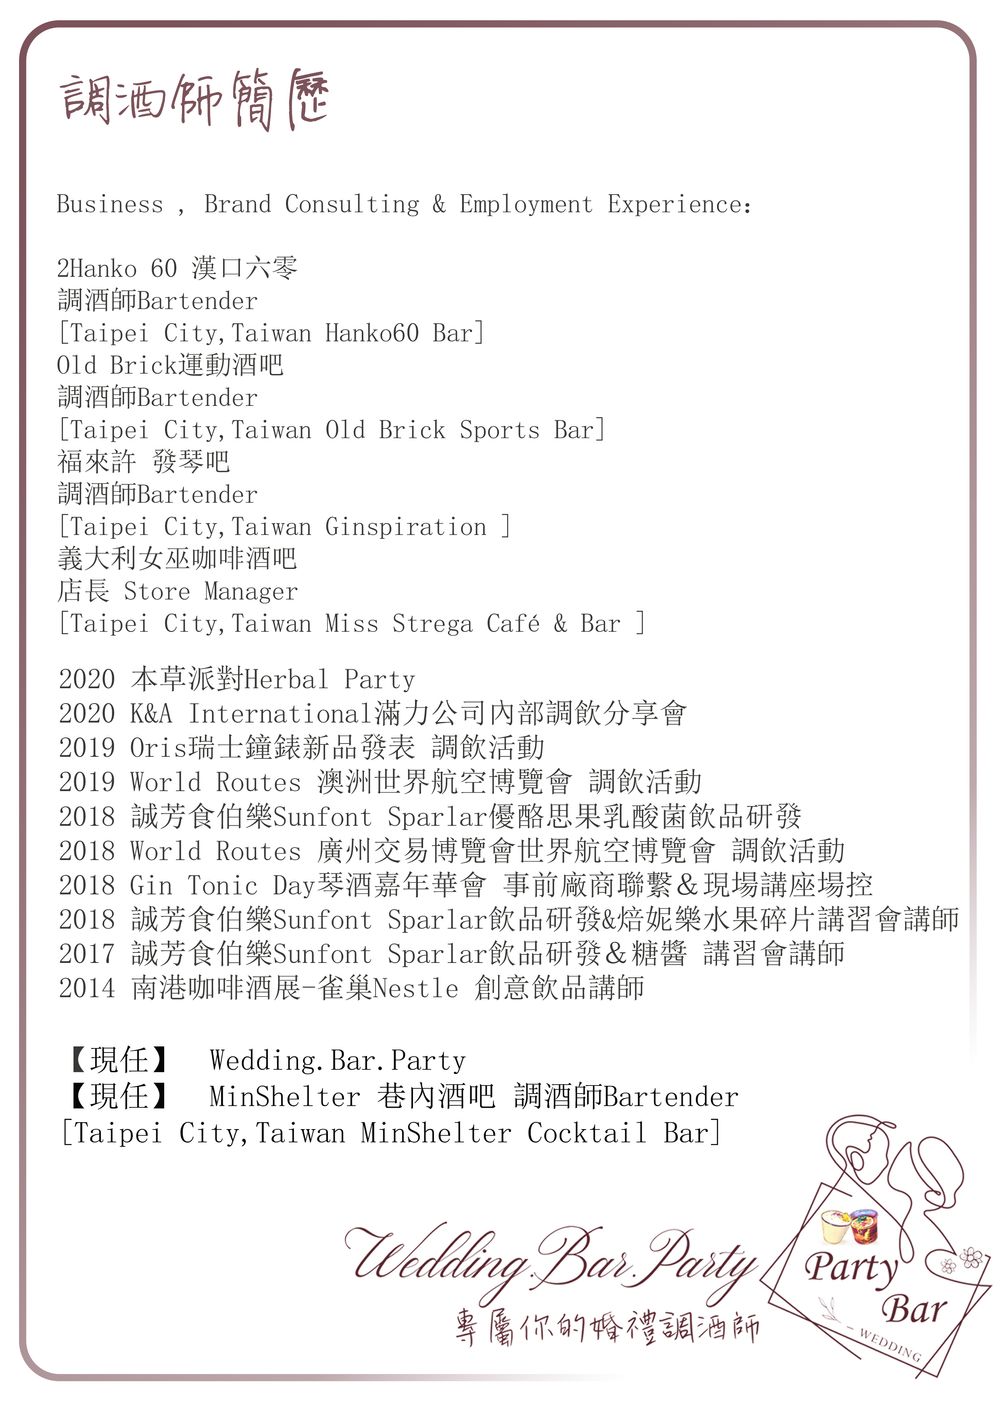 調酒師簡歷
Business , Brand Consulting & Employment Experience:
2Hanko 60 漢口六零
調酒師Bartender
[Taipei City,Taiwan Hanko60 Bar]
Old Brick運動酒吧
調酒師Bartender
[Taipei City,Taiwan Old Brick Sports Bar]
福來許 發琴吧
調酒師Bartender
[Taipei City,Taiwan Ginspiration ]
義大利女巫咖啡酒吧
店長 Store Manager
[Taipei City,Taiwan Miss Strega Café & Bar ]
2020 本草派對Herbal Party
2020 K&A International滿力公司內部調飲分享會
2019 Oris瑞士鐘錶新品發表 調飲活動
2019 World Routes 澳洲世界航空博覽會 調飲活動
2018 誠芳食伯樂Sunfont Sparlar優酪思果乳酸菌飲品研發
2018 World Routes 廣州交易博覽會世界航空博覽會 調飲活動
2018 Gin Tonic Day琴酒嘉年華會 事前廠商聯繫＆現場講座場控
2018 誠芳食伯樂Sunfont Sparlar飲品研發&焙妮樂水果碎片講習會講師
2017 誠芳食伯樂Sunfont Sparlar飲品研發＆糖醬 講習會講師
2014 南港咖啡酒展-雀巢Nestle 創意飲品講師
【現任】 Wedding.Bar.Party
【現任】 MinShelter 巷內酒吧 調酒師Bartender
[Taipei City,Taiwan MinShelter Cocktail Bar]
Wedding.Bar.Party
專屬你的婚禮調酒師
Party
Bar
WEDDING